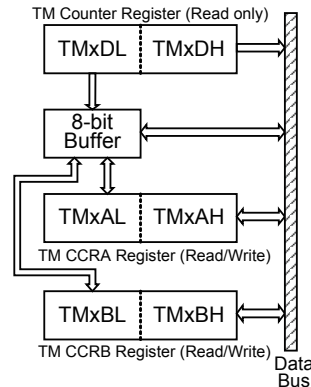 TM Counter Register (Read only)
TMxDL TMxDH
8-bit
Buffer
TMxAL TMxAH
TM CCRA Register (Read/Write)
TMxBL TMxBH
TM CCRB Register (Read/Write)
Data
Bus